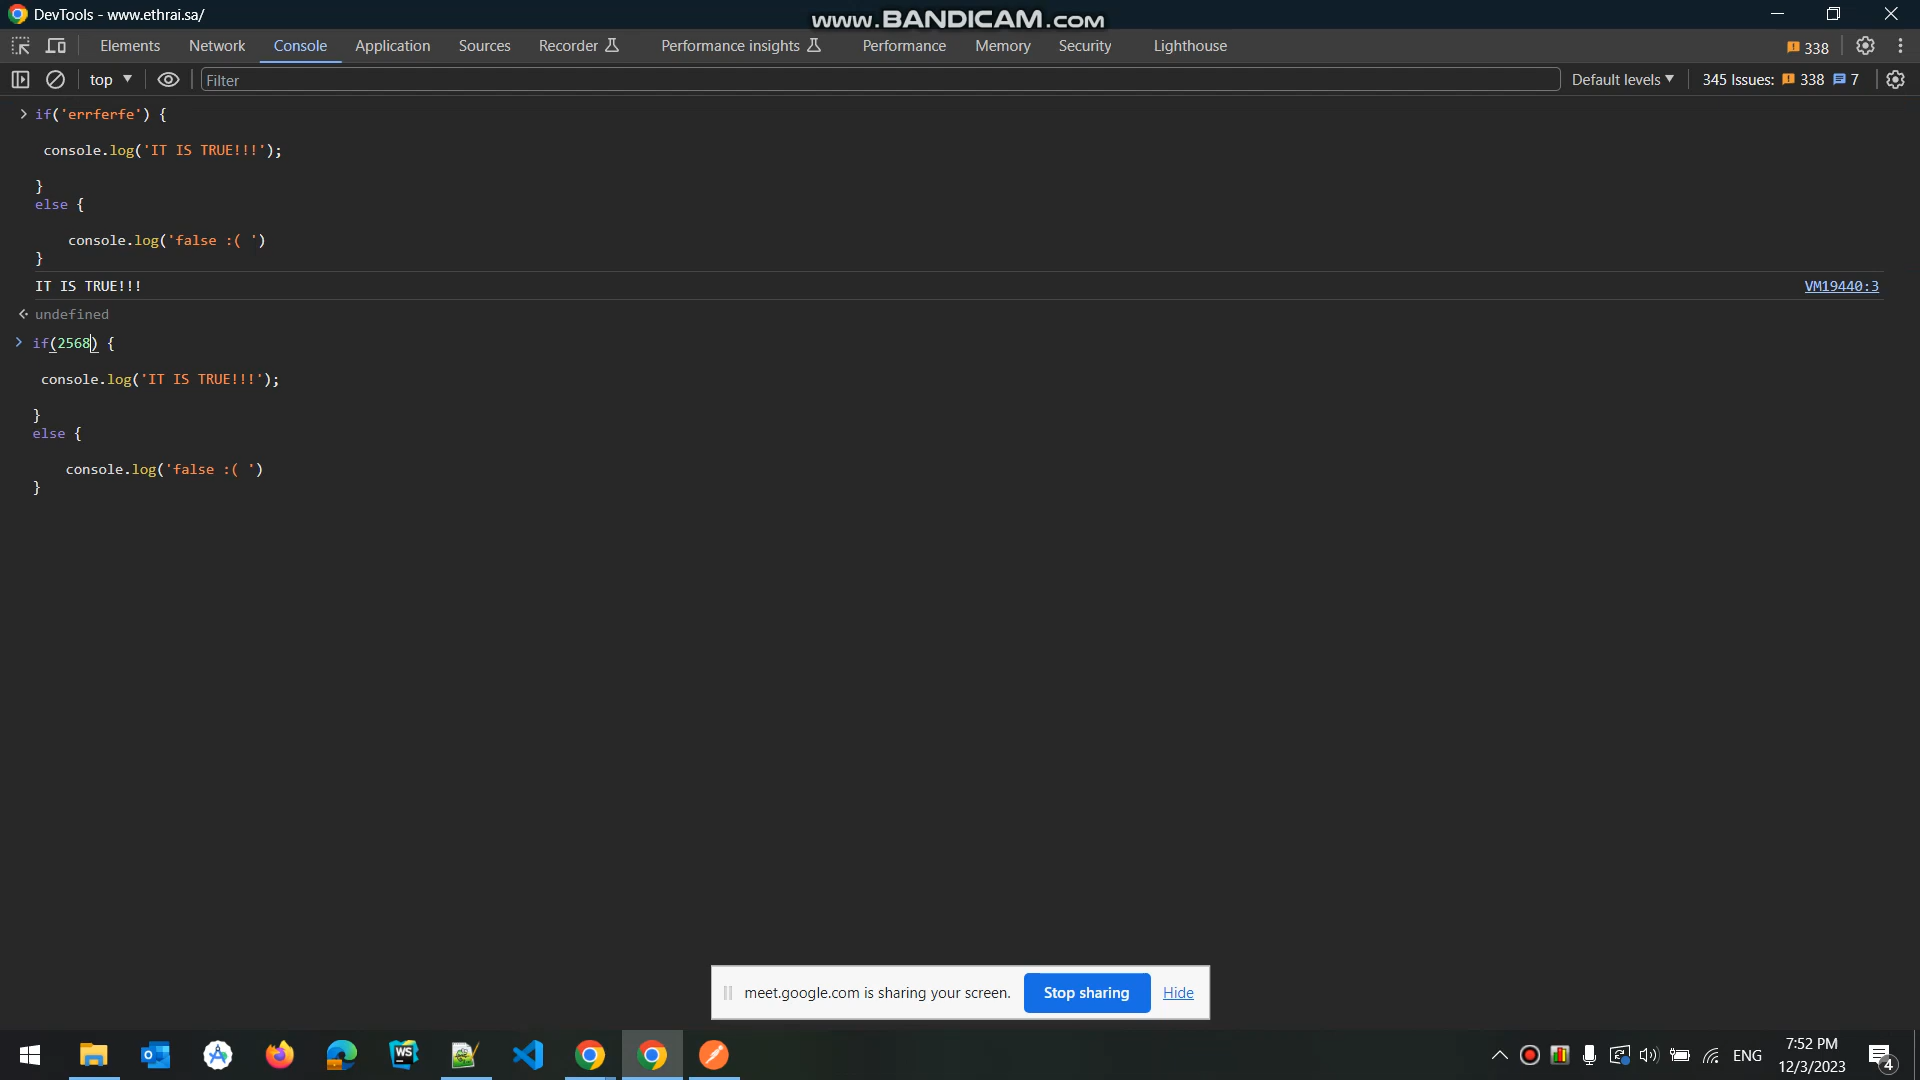 DevTools - www.ethrai.sa/
www.BANDICAM.com
Elements Network Console Application Sources Recorder Performance insights Performance Memory Security Lighthouse 338
top Filter Default levels 345 Issues: 338 7
if('errferfe') {
console.log('IT IS TRUE!!!');
}
else {
console.log('false :( ')
}
IT IS TRUE!!! VM19440:3
undefined
if(2568) {
console.log('IT IS TRUE!!!');
}
else {
console.log('false :( ')
}
meet.google.com is sharing your screen. Stop sharing Hide
WS
ENG
7:52 PM
12/3/2023
4